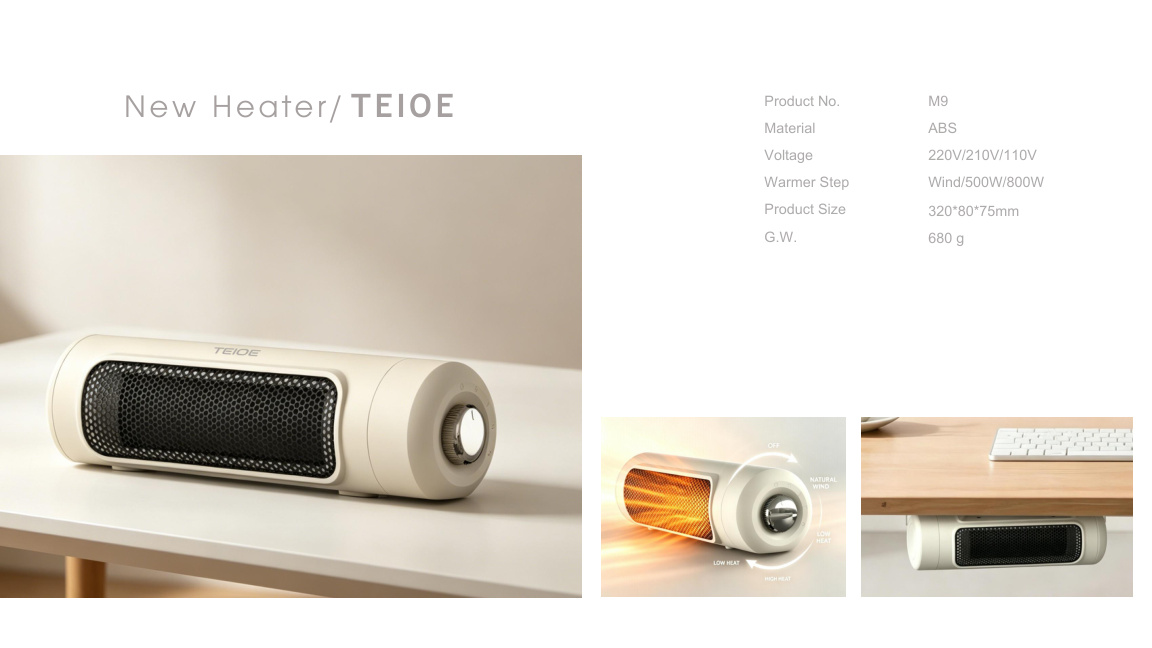 New Heater/ TEIOE
Product No. M9
Material ABS
Voltage 220V/210V/110V
Warmer Step Wind/500W/800W
Product Size 320*80*75mm
G.W. 680 g
TEIOE
OFF
NATURAL
WIND
LOW
HEAT
HIGH HEAT
LOW HEAT